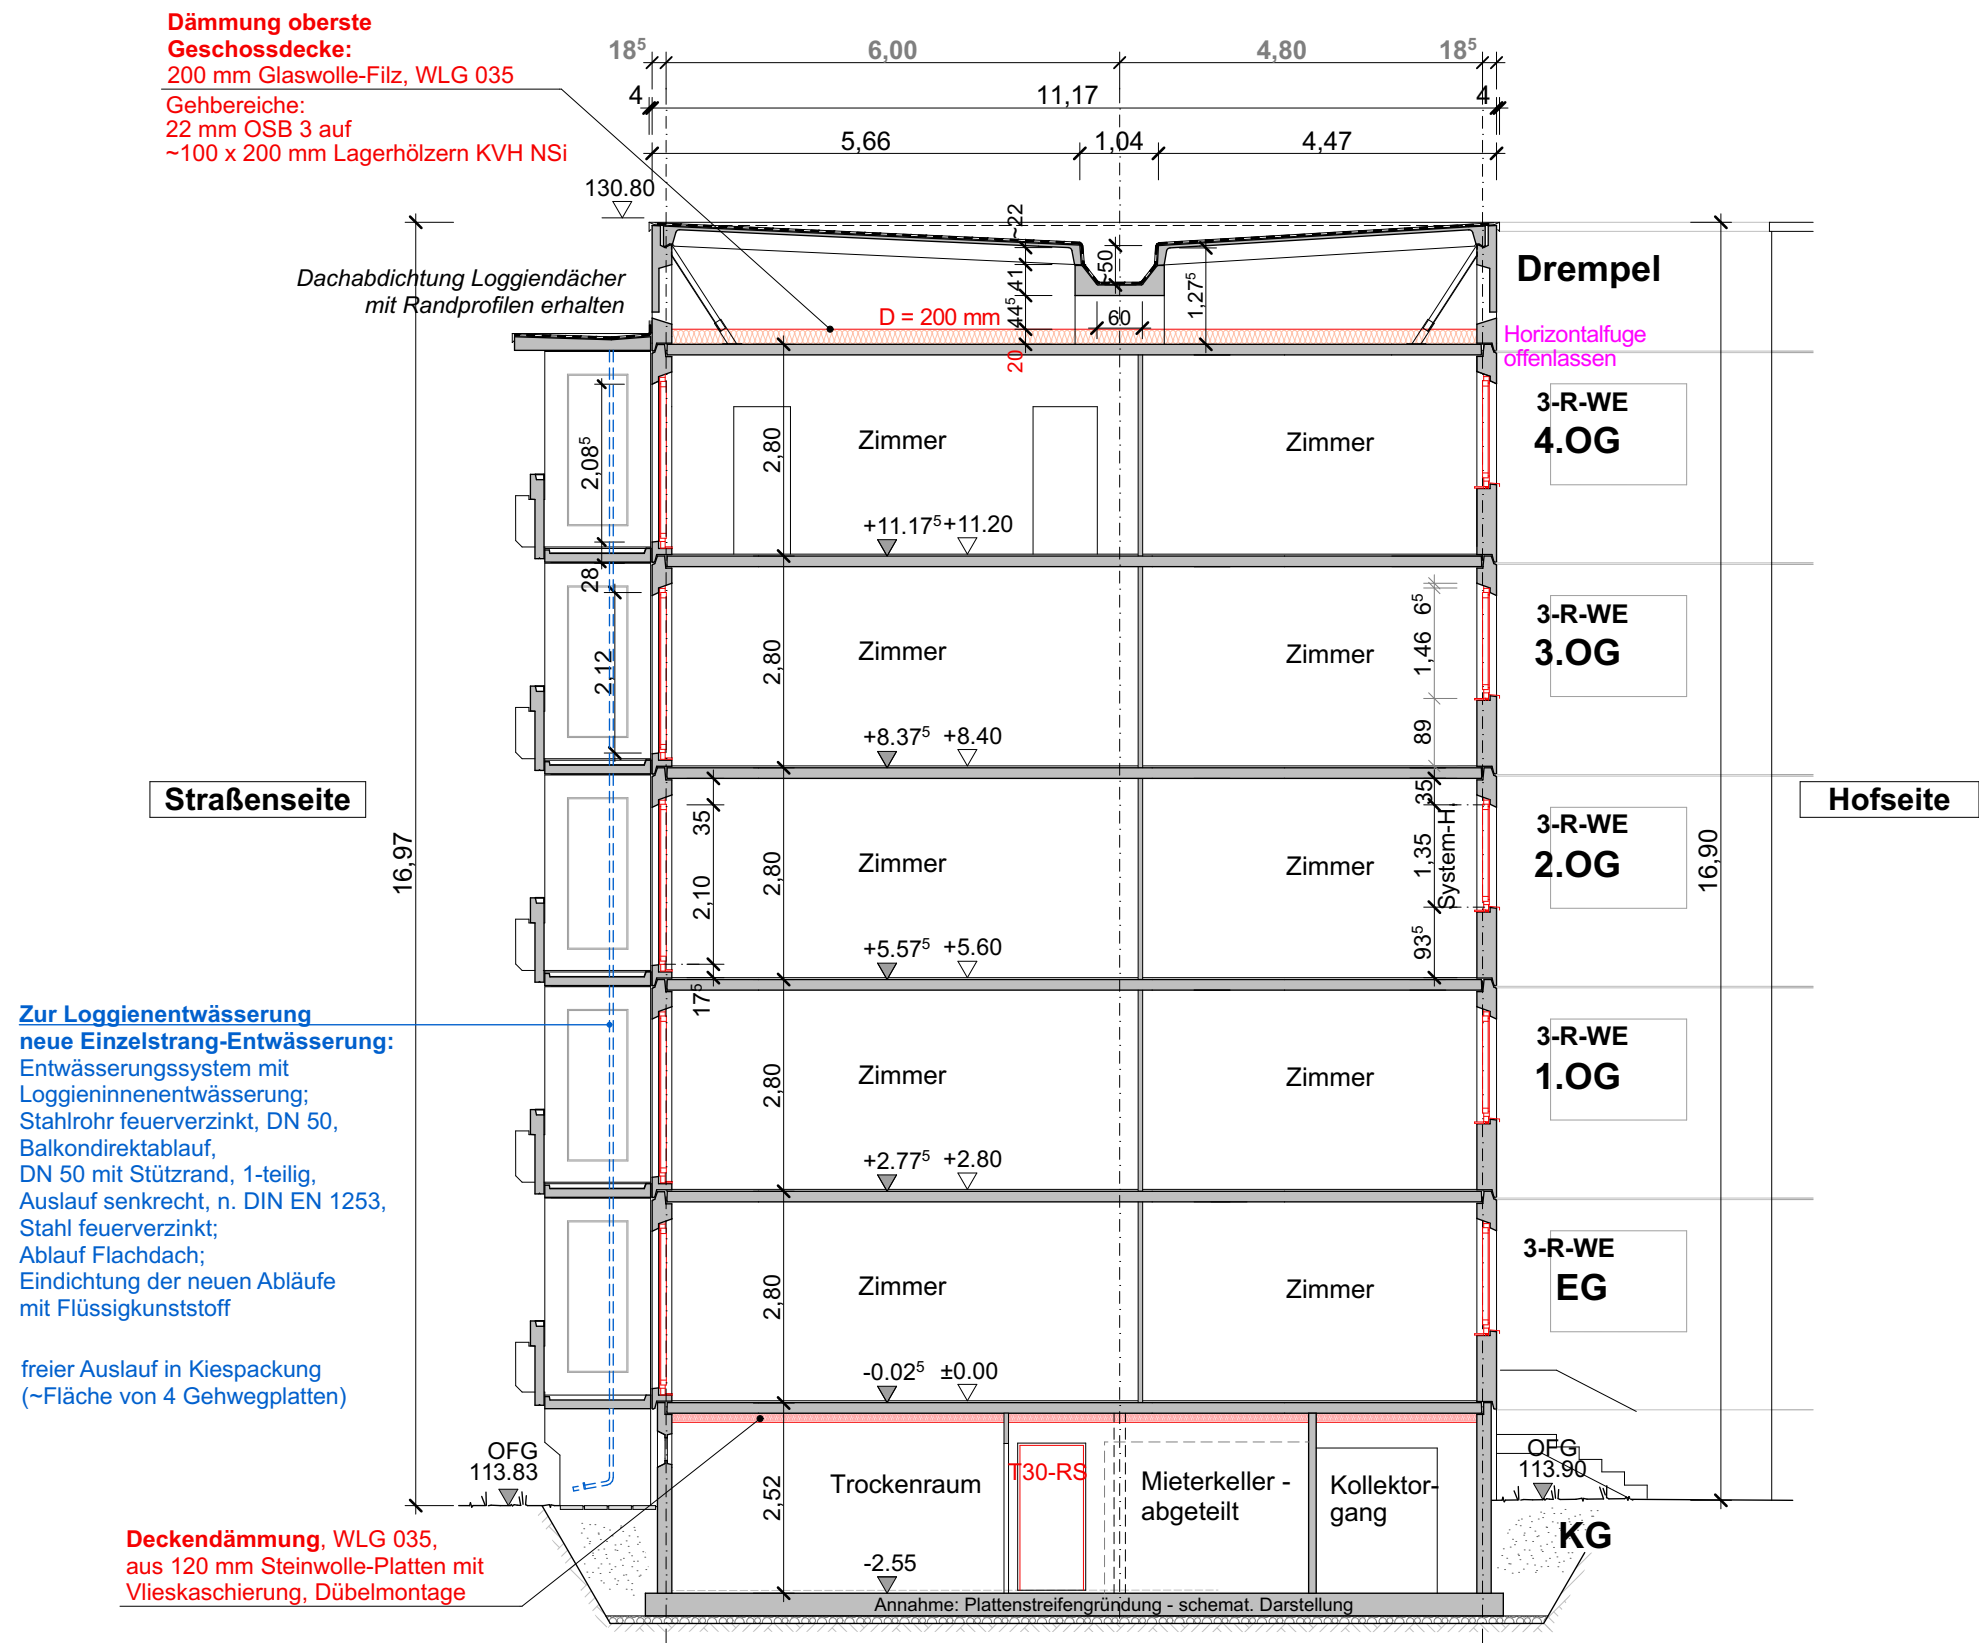 Dämmung oberste
Geschossdecke:
200 mm Glaswolle-Filz, WLG 035
Gehbereiche:
22 mm OSB 3 auf
~100 x 200 mm Lagerhölzern KVH NSi
18⁵
6,00
4,80
18⁵
4
11,17
4
5,66
1,04
4,47
130.80
~22
41
~50
44⁵
60
1,27⁵
20
D = 200 mm
Dachabdichtung Loggiendächer
mit Randprofilen erhalten
Drempel
Horizontalfuge
offenlassen
3-R-WE
4.OG
Zimmer
Zimmer
2,80
2,08⁵
+11.17⁵
+11.20
28
3-R-WE
3.OG
Zimmer
Zimmer
2,80
2,12
6⁵
1,46
89
+8.37⁵
+8.40
Straßenseite
Hofseite
16,97
16,90
3-R-WE
2.OG
Zimmer
Zimmer
35
2,10
17⁵
2,80
35
1,35
System-H.
93⁵
+5.57⁵
+5.60
Zur Loggienentwässerung
neue Einzelstrang-Entwässerung:
Entwässerungssystem mit
Loggieninnenentwässerung;
Stahlrohr feuerverzinkt, DN 50,
Balkondirektablauf,
DN 50 mit Stützrand, 1-teilig,
Auslauf senkrecht, n. DIN EN 1253,
Stahl feuerverzinkt;
Ablauf Flachdach;
Eindichtung der neuen Abläufe
mit Flüssigkunststoff
freier Auslauf in Kiespackung
(~Fläche von 4 Gehwegplatten)
3-R-WE
1.OG
Zimmer
Zimmer
2,80
+2.77⁵
+2.80
3-R-WE
EG
Zimmer
Zimmer
2,80
-0.02⁵
±0.00
OFG
113.83
OFG
113.90
Trockenraum
T30-RS
Mieterkeller -
abgeteilt
Kollektor-
gang
2,52
KG
-2.55
Deckendämmung, WLG 035,
aus 120 mm Steinwolle-Platten mit
Vlieskaschierung, Dübelmontage
Annahme: Plattenstreifengründung - schemat. Darstellung